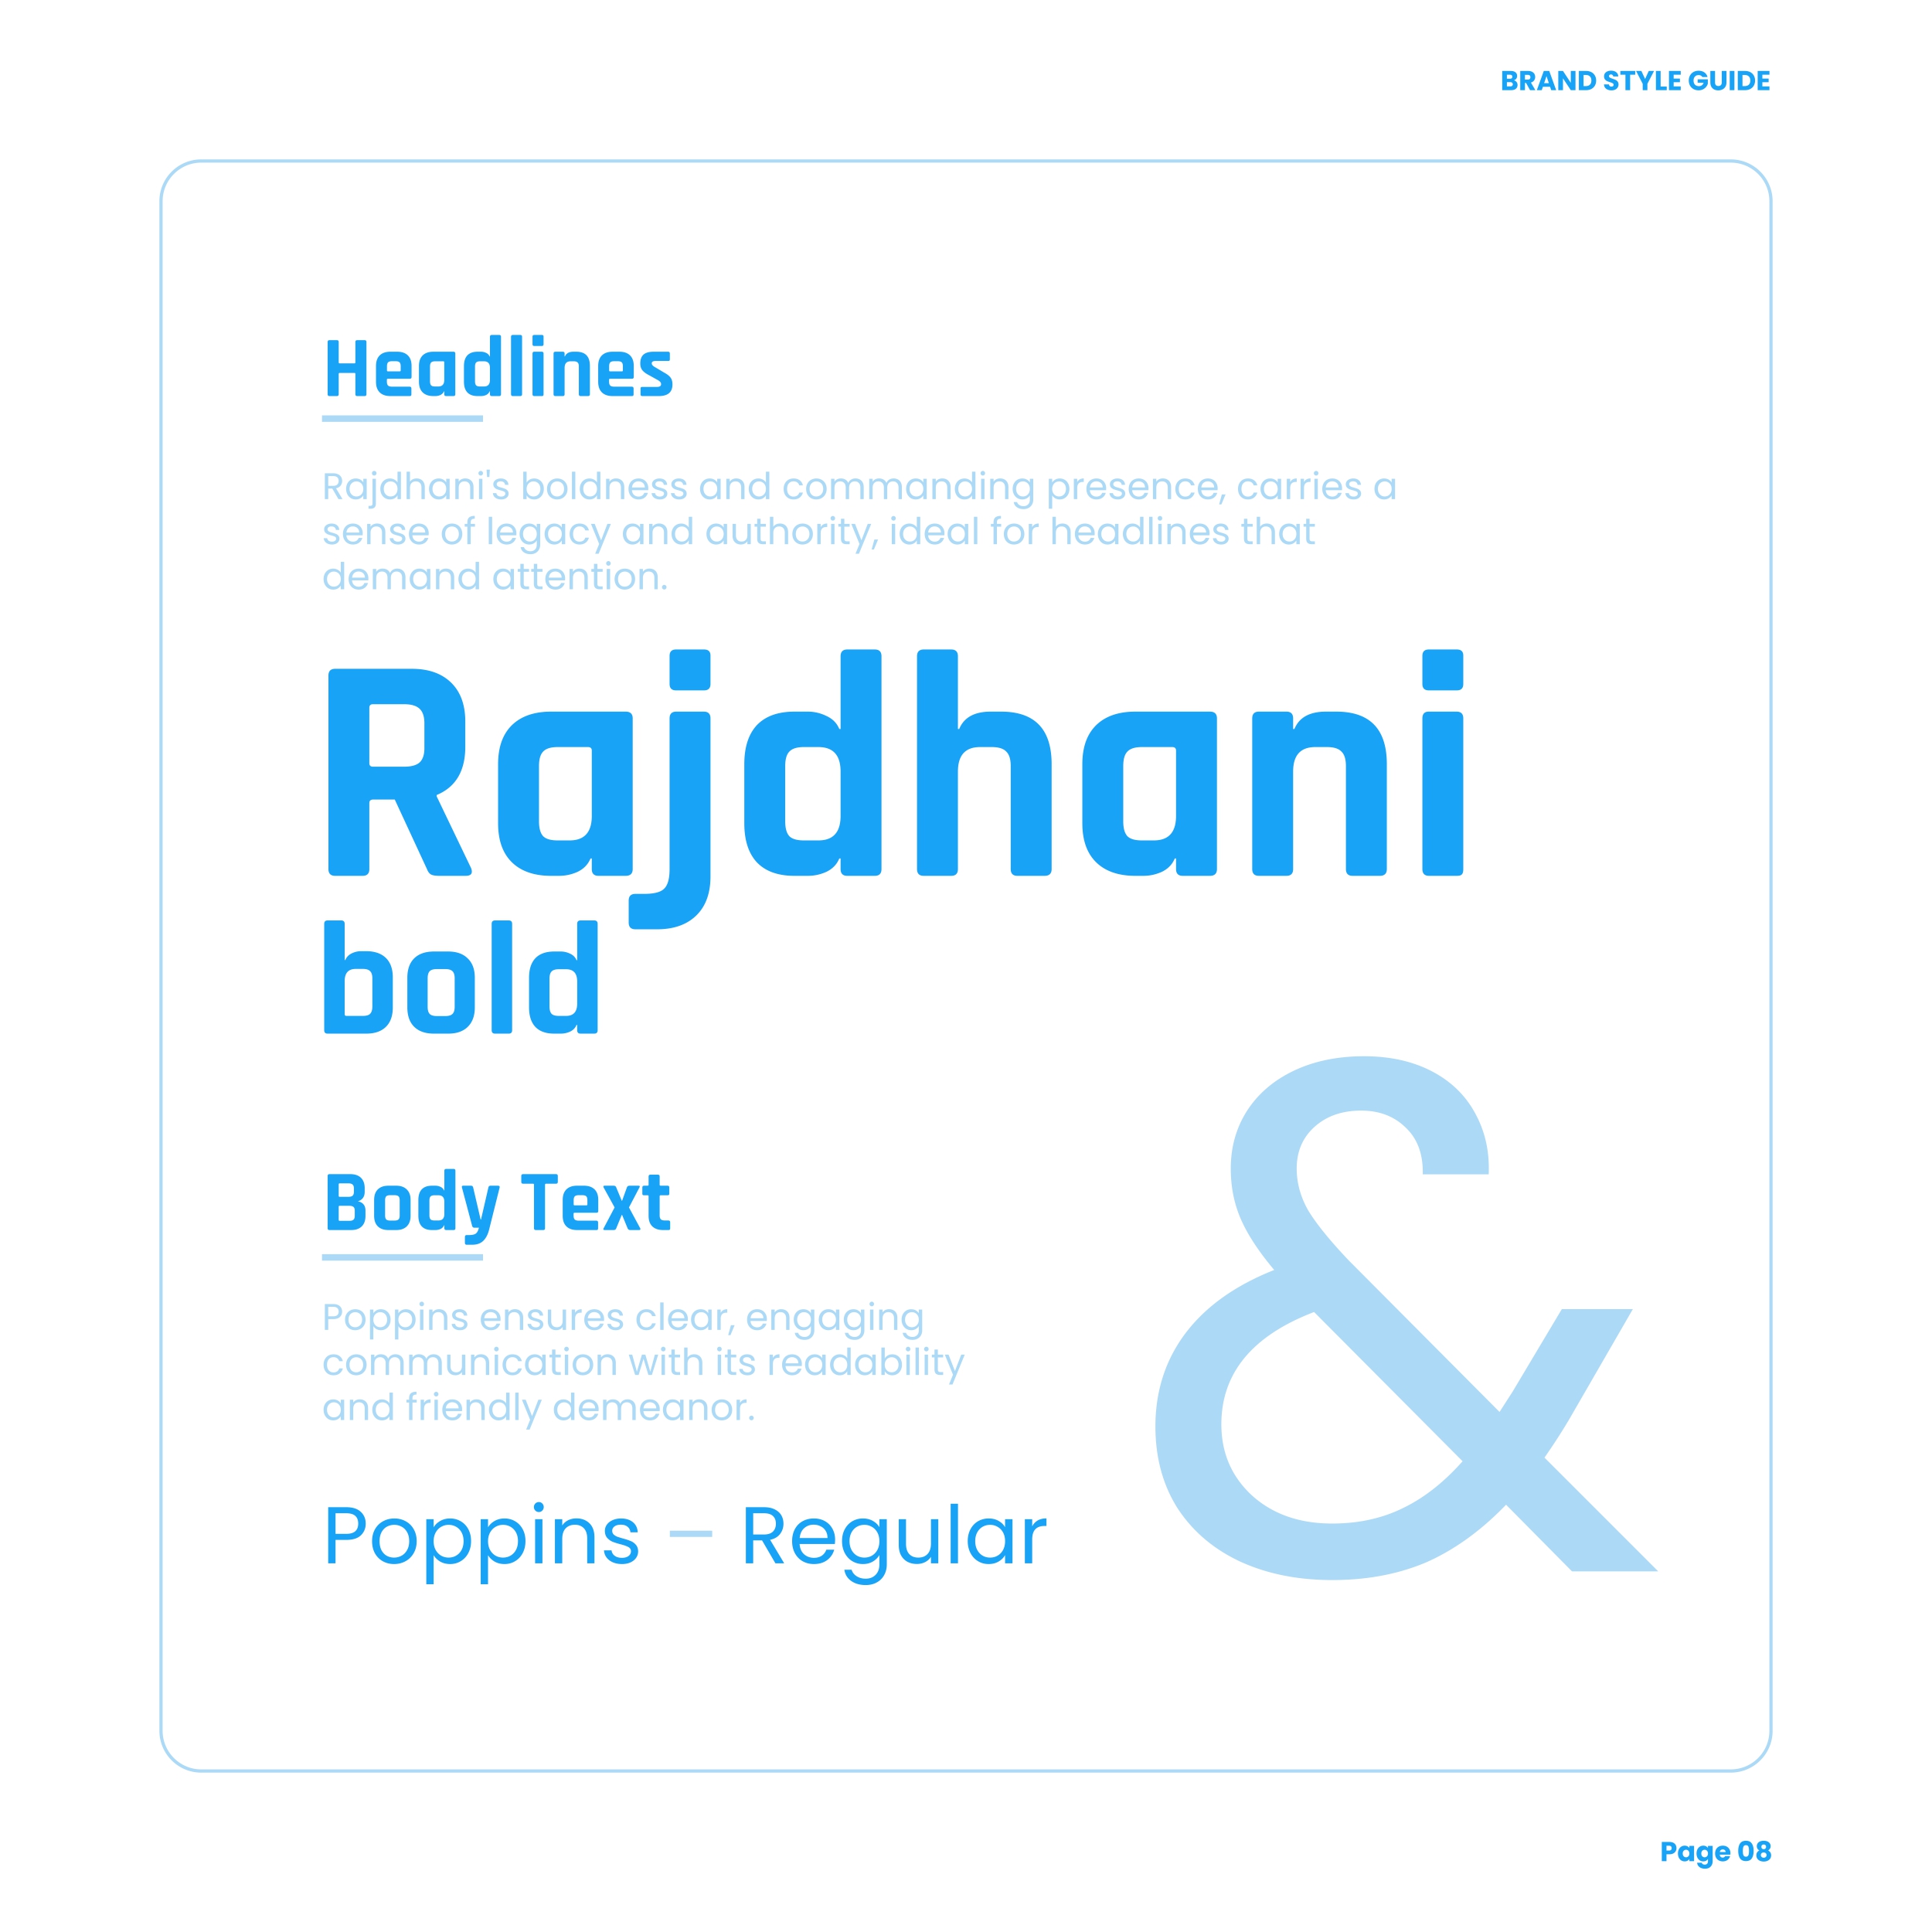 BRAND STYLE GUIDE
Headlines
Rajdhani's boldness and commanding presence, carries a
sense of legacy and authority, ideal for headlines that
demand attention.
Rajdhani
bold
Body Text
Poppins ensures clear, engaging
communication with its readability
and friendly demeanor.
Poppins — Regular
&
Page 08